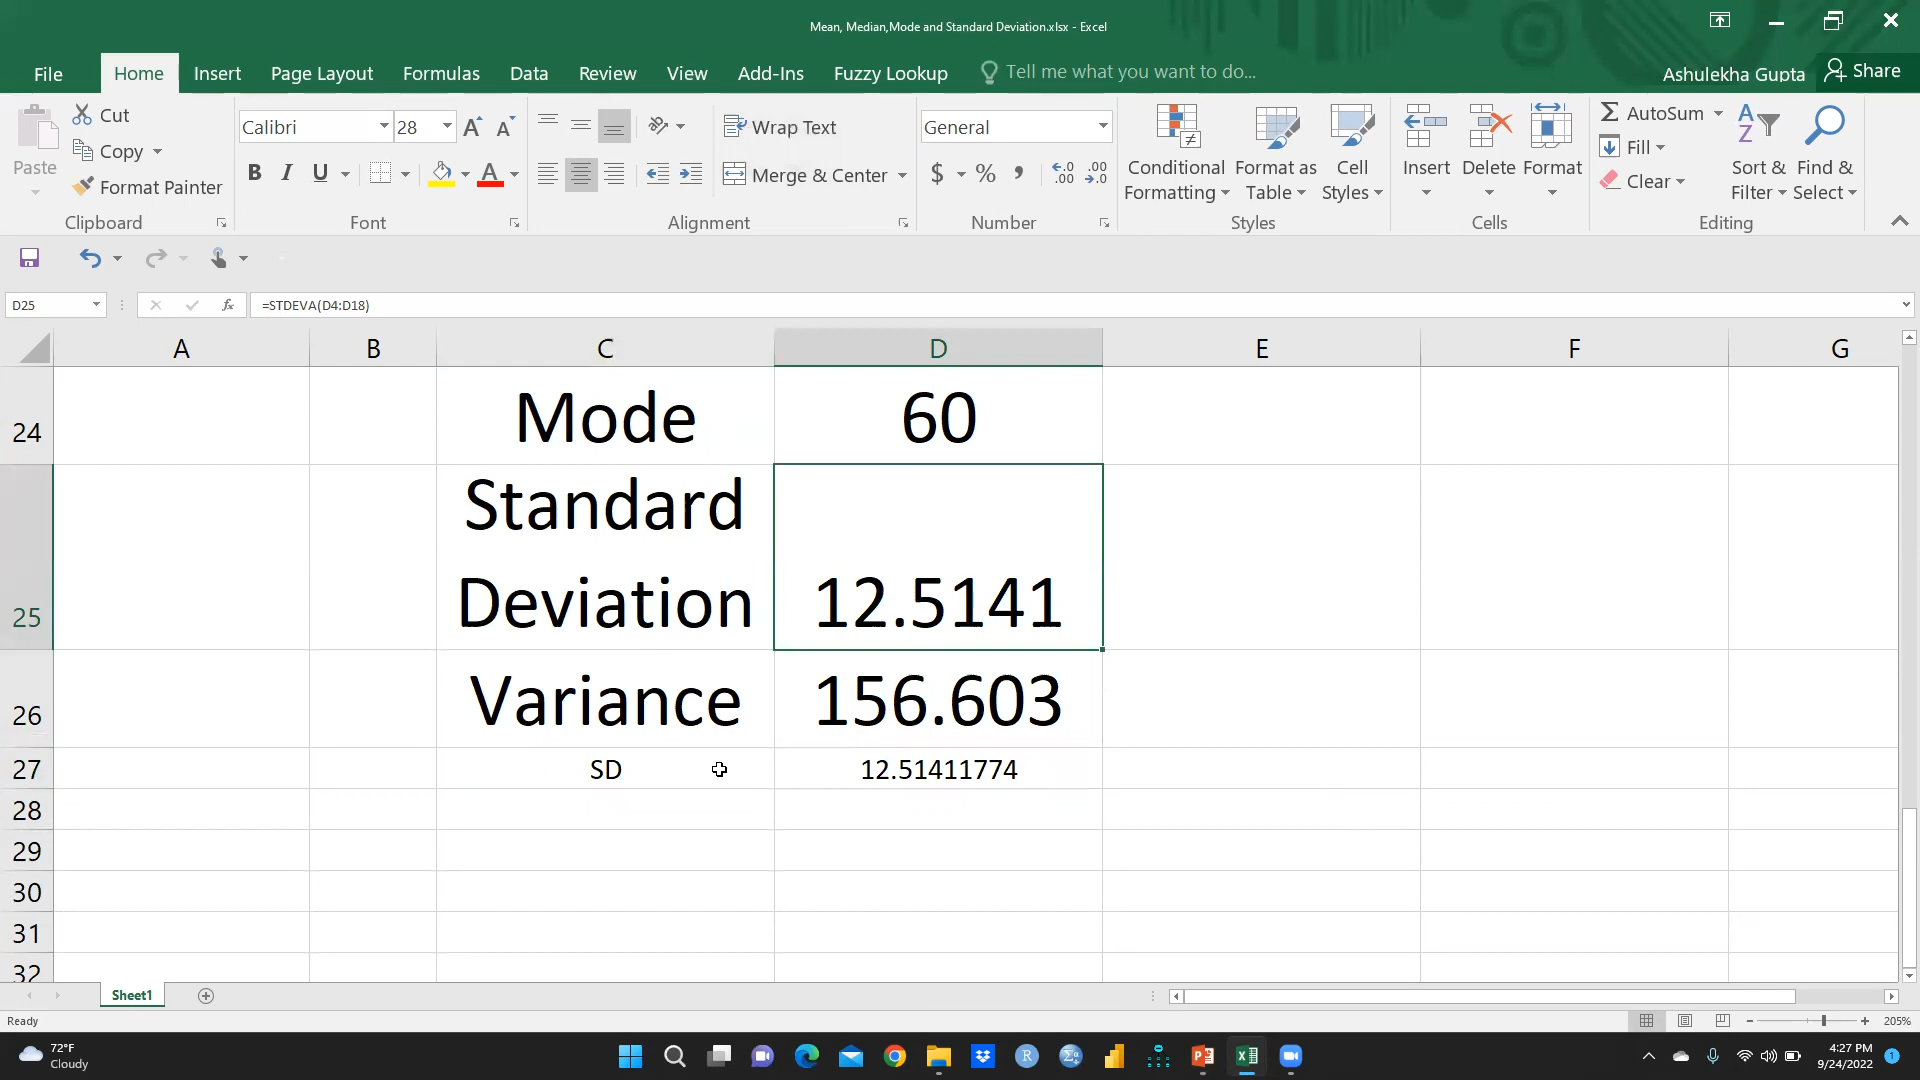 Mean, Median,Mode and Standard Deviation.xlsx - Excel
File Home Insert Page Layout Formulas Data Review View Add-Ins Fuzzy Lookup Tell me what you want to do... Ashulekha Gupta Share
Paste
Cut
Copy
Format Painter
Clipboard
Calibri 28
B I U
Font
Wrap Text
Merge & Center
Alignment
General
$ % ,
Number
Conditional Formatting
Format as Table
Cell Styles
Styles
Insert Delete Format
Cells
AutoSum
Fill
Clear
Sort & Filter
Find & Select
Editing
D25 fx =STDEVA(D4:D18)
A B C D E F G
24 Mode 60
25 Standard Deviation 12.5141
26 Variance 156.603
27 SD 12.51411774
28
29
30
31
32
Sheet1
Ready 205%
72°F
Cloudy
4:27 PM
9/24/2022
1